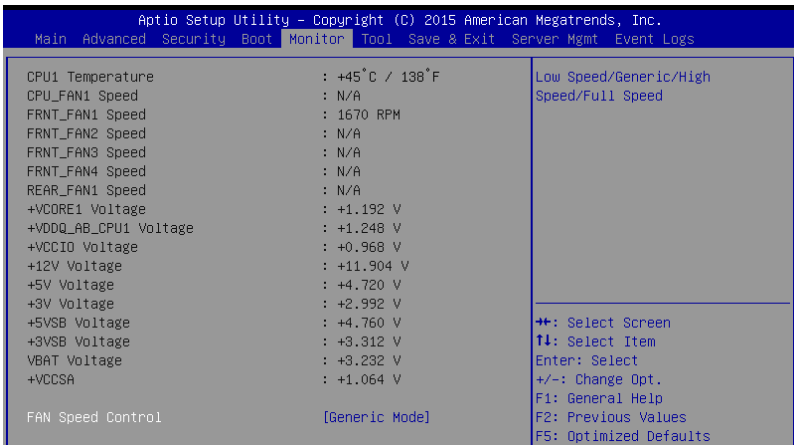 Aptio Setup Utility – Copyright (C) 2015 American Megatrends, Inc.
Main Advanced Security Boot Monitor Tool Save & Exit Server Mgmt Event Logs
CPU1 Temperature : +45°C / 138°F
CPU_FAN1 Speed : N/A
FRNT_FAN1 Speed : 1670 RPM
FRNT_FAN2 Speed : N/A
FRNT_FAN3 Speed : N/A
FRNT_FAN4 Speed : N/A
REAR_FAN1 Speed : N/A
+VCORE1 Voltage : +1.192 V
+VDDQ_AB_CPU1 Voltage : +1.248 V
+VCCIO Voltage : +0.968 V
+12V Voltage : +11.904 V
+5V Voltage : +4.720 V
+3V Voltage : +2.992 V
+5VSB Voltage : +4.760 V
+3VSB Voltage : +3.312 V
VBAT Voltage : +3.232 V
+VCCSA : +1.064 V
FAN Speed Control [Generic Mode]
Low Speed/Generic/High
Speed/Full Speed
→←: Select Screen
↑↓: Select Item
Enter: Select
+/-: Change Opt.
F1: General Help
F2: Previous Values
F5: Optimized Defaults